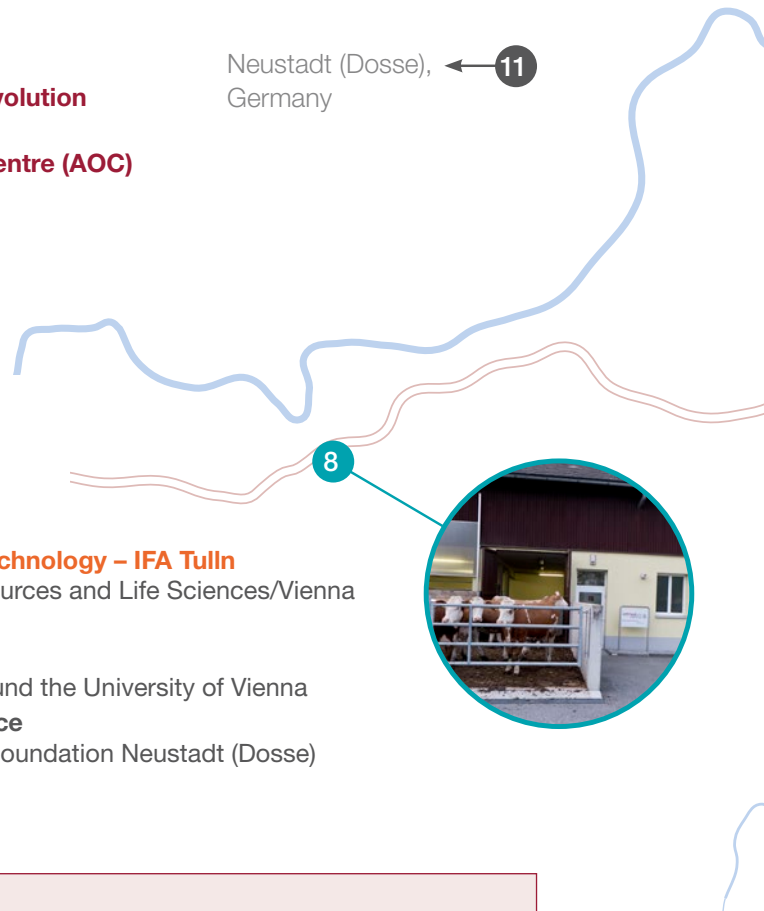 Neustadt (Dosse),
Germany
11
volution
entre (AOC)
8
chnology – IFA Tulln
urces and Life Sciences/Vienna
und the University of Vienna
ce
oundation Neustadt (Dosse)